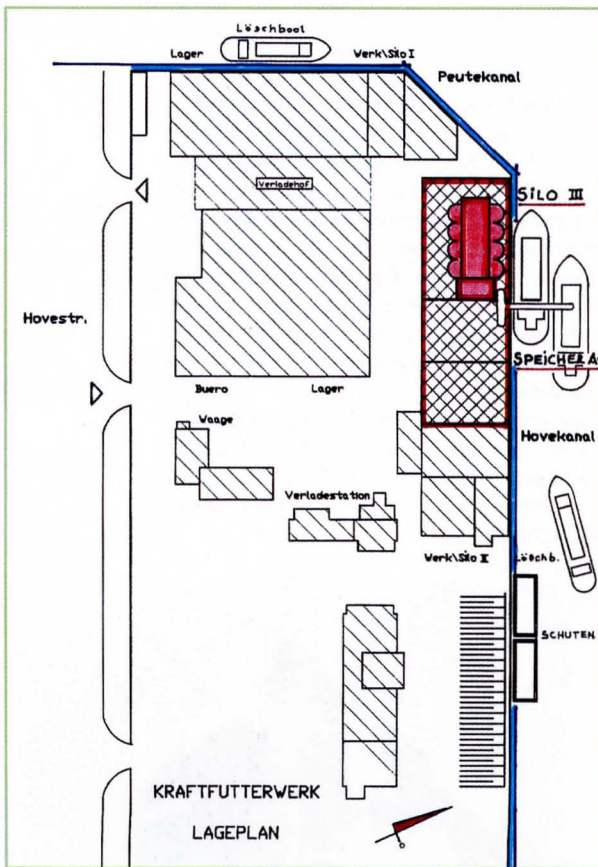 Löschboot
Lager
Werk\Silo I
Peutekanal
Verladehof
SiLO III
Hovestr.
SPEiCHER A
Buero
Lager
Waage
Hovekanal
Verladestation
Werk\Silo II
Löschb.
SCHUTEN
KRAFTFUTTERWERK
LAGEPLAN